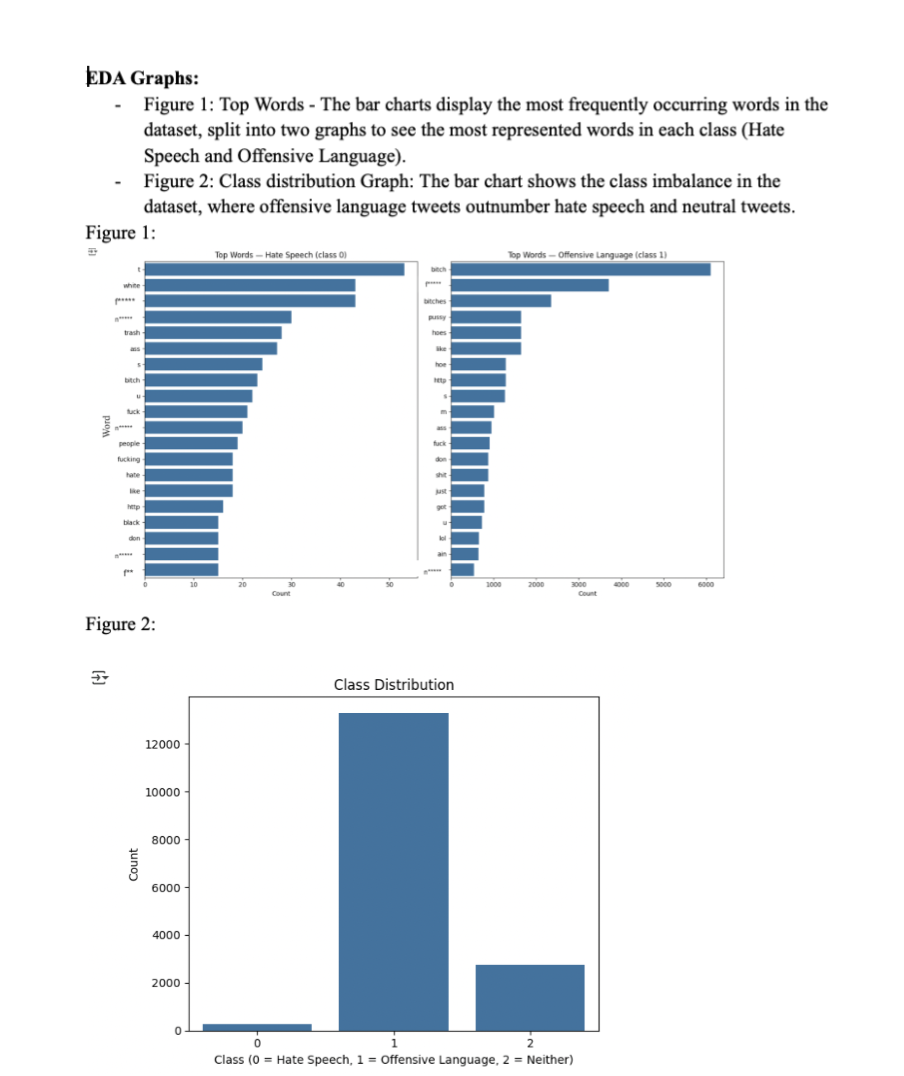 EDA Graphs:
- Figure 1: Top Words - The bar charts display the most frequently occurring words in the
dataset, split into two graphs to see the most represented words in each class (Hate
Speech and Offensive Language).
- Figure 2: Class distribution Graph: The bar chart shows the class imbalance in the
dataset, where offensive language tweets outnumber hate speech and neutral tweets.
Figure 1:
Top Words — Hate Speech (class 0)
Word
t
white
f*****
n*****
trash
ass
s
bitch
u
fuck
n*****
people
fucking
hate
like
http
black
don
n*****
f**
0 10 20 30 40 50
Count
Top Words — Offensive Language (class 1)
bitch
f*****
bitches
pussy
hoes
like
hoe
http
s
m
ass
fuck
don
shit
just
got
u
lol
ain
n*****
0 1000 2000 3000 4000 5000 6000
Count
Figure 2:
Class Distribution
Count
12000
10000
8000
6000
4000
2000
0
0 1 2
Class (0 = Hate Speech, 1 = Offensive Language, 2 = Neither)